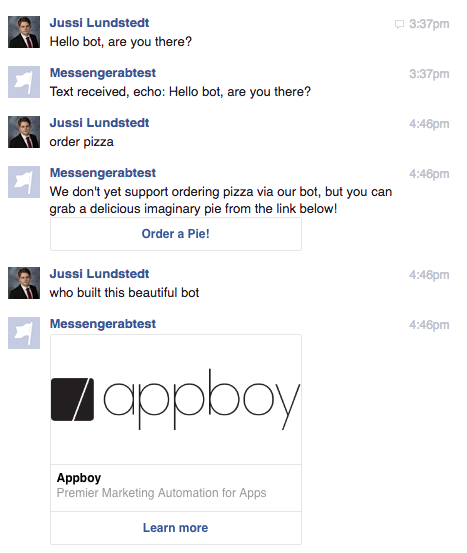 Jussi Lundstedt 3:37pm
Hello bot, are you there?
Messengerabtest 3:37pm
Text received, echo: Hello bot, are you there?
Jussi Lundstedt 4:46pm
order pizza
Messengerabtest 4:46pm
We don't yet support ordering pizza via our bot, but you can
grab a delicious imaginary pie from the link below!
Order a Pie!
Jussi Lundstedt 4:46pm
who built this beautiful bot
Messengerabtest 4:46pm
appboy
Appboy
Premier Marketing Automation for Apps
Learn more